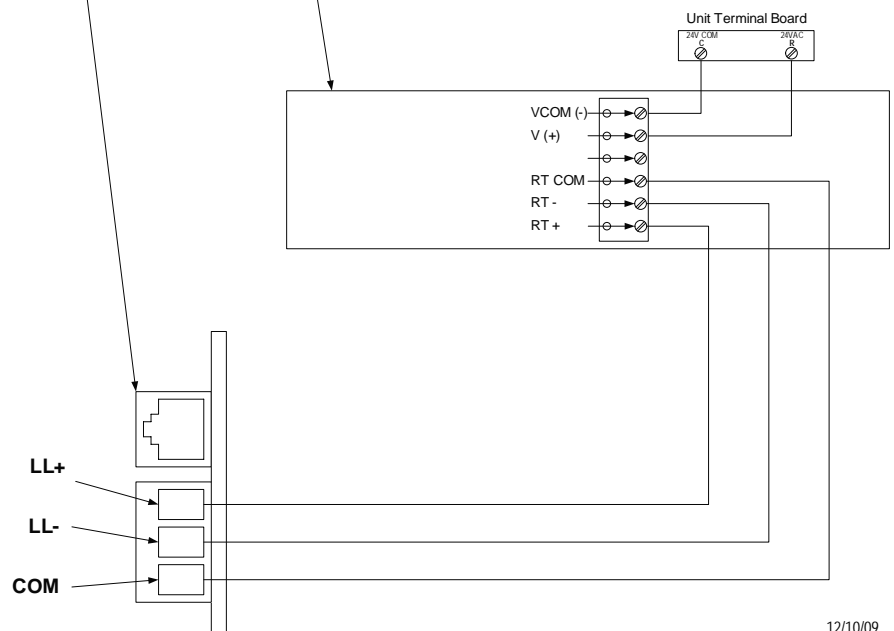 Unit Terminal Board
24V COM 24VAC
C R
VCOM (-)
V (+)
RT COM
RT -
RT +
LL+
LL-
COM
12/10/09